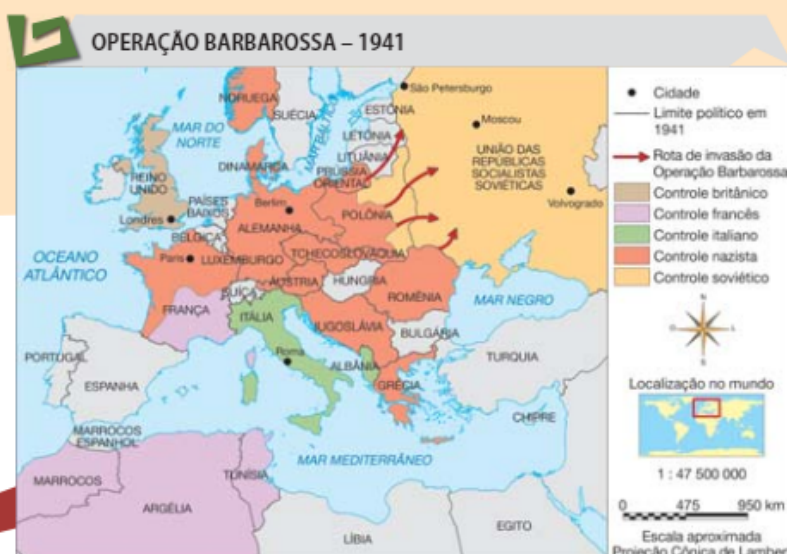 OPERAÇÃO BARBAROSSA – 1941
NORUEGA
SUÉCIA
MAR DO
NORTE
MAR BÁLTICO
ESTÔNIA
LETÔNIA
LITUÂNIA
PRÚSSIA
ORIENTAL
São Petersburgo
Moscou
UNIÃO DAS
REPÚBLICAS
SOCIALISTAS
SOVIÉTICAS
Volvogrado
DINAMARCA
REINO
UNIDO
Londres
PAÍSES
BAIXOS
Berlim
POLÔNIA
BÉLGICA
ALEMANHA
Paris
LUXEMBURGO
TCHECOSLOVÁQUIA
OCEANO
ATLÂNTICO
FRANÇA
SUÍÇA
ÁUSTRIA
HUNGRIA
ROMÊNIA
MAR NEGRO
ITÁLIA
IUGOSLÁVIA
BULGÁRIA
Roma
ALBÂNIA
TURQUIA
PORTUGAL
ESPANHA
GRÉCIA
CHIPRE
MARROCOS
ESPANHOL
MAR MEDITERRÂNEO
MARROCOS
ARGÉLIA
TUNÍSIA
LÍBIA
EGITO
Cidade
Limite político em
1941
Rota de invasão da
Operação Barbarossa
Controle britânico
Controle francês
Controle italiano
Controle nazista
Controle soviético
N
O
L
S
Localização no mundo
1 : 47 500 000
0 475 950 km
Escala aproximada
Projeção Cônica de Lamber